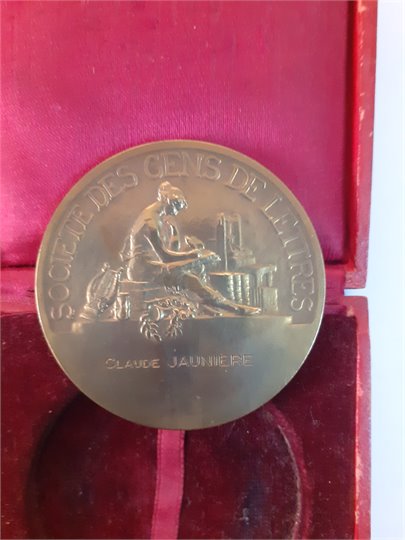 SOCIETE DES GENS DE LETTRES
CLAUDE JAUNIERE